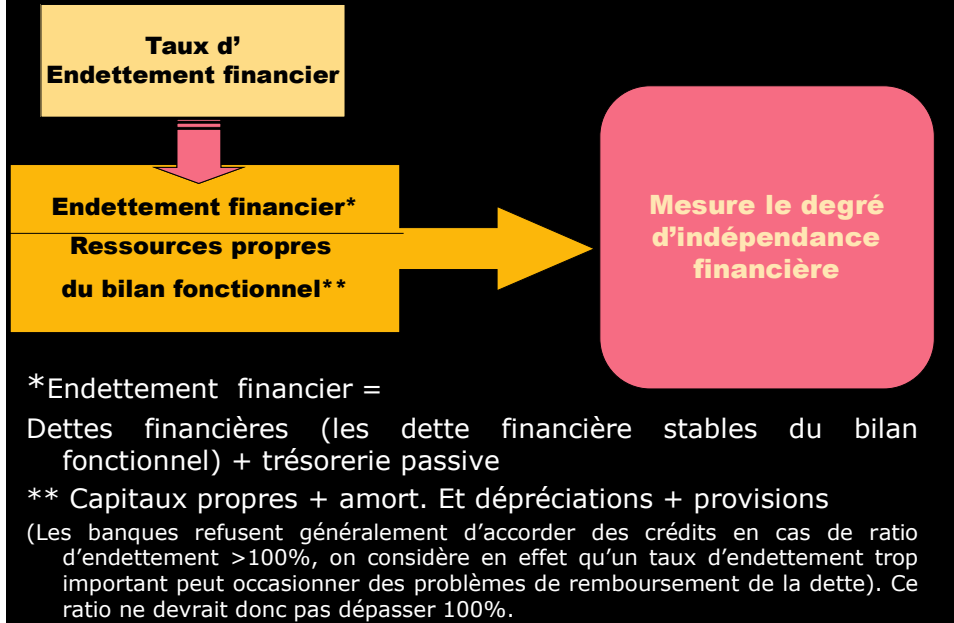 Taux d'
Endettement financier
Endettement financier*
Ressources propres
du bilan fonctionnel**
Mesure le degré
d'indépendance
financière
*Endettement financier =
Dettes financières (les dette financière stables du bilan
fonctionnel) + trésorerie passive
** Capitaux propres + amort. Et dépréciations + provisions
(Les banques refusent généralement d'accorder des crédits en cas de ratio
d'endettement >100%, on considère en effet qu'un taux d'endettement trop
important peut occasionner des problèmes de remboursement de la dette). Ce
ratio ne devrait donc pas dépasser 100%.